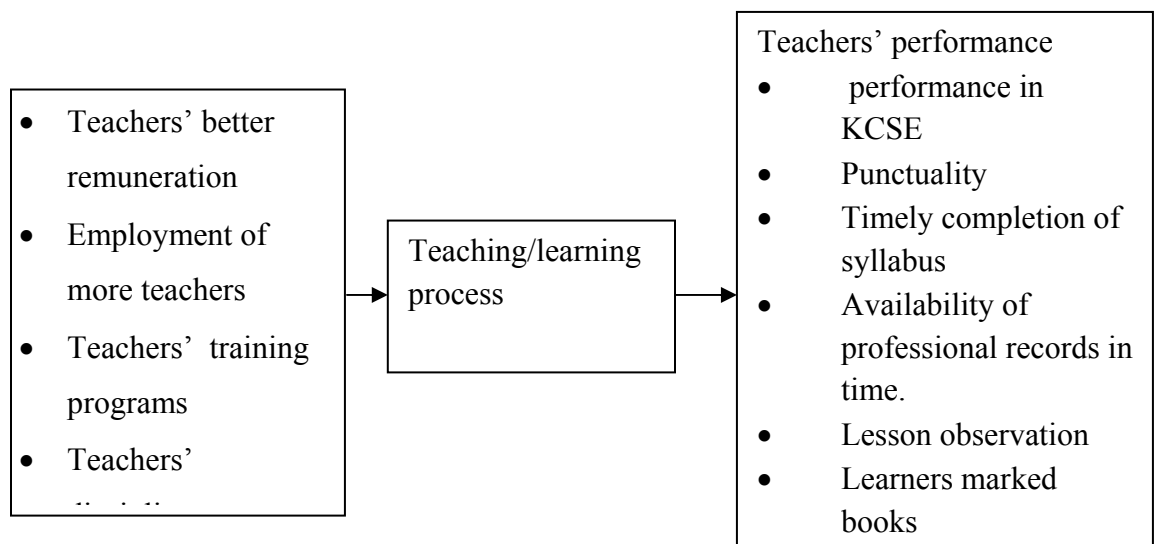 • Teachers’ better
remuneration
• Employment of
more teachers
• Teachers’ training
programs
• Teachers’
Teaching/learning
process
Teachers’ performance
• performance in
KCSE
• Punctuality
• Timely completion of
syllabus
• Availability of
professional records in
time.
• Lesson observation
• Learners marked
books